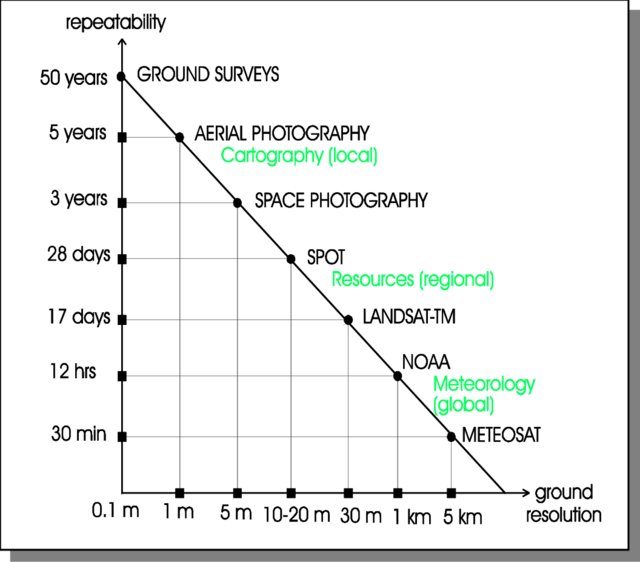 repeatability
50 years
GROUND SURVEYS
5 years
AERIAL PHOTOGRAPHY
Cartography (local)
3 years
SPACE PHOTOGRAPHY
28 days
SPOT
Resources (regional)
17 days
LANDSAT-TM
12 hrs
NOAA
Meteorology
(global)
30 min
METEOSAT
0.1 m
1 m
5 m
10-20 m
30 m
1 km
5 km
ground
resolution